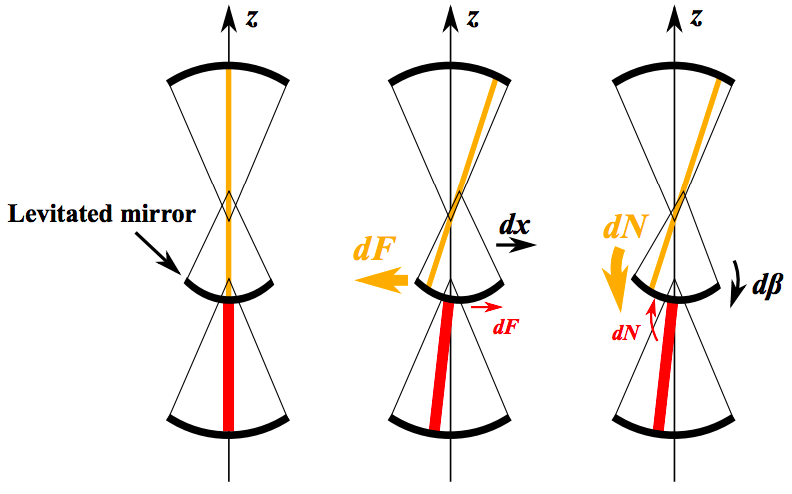 z
z
z
Levitated mirror
dF
dx
dF
dN
dβ
dN